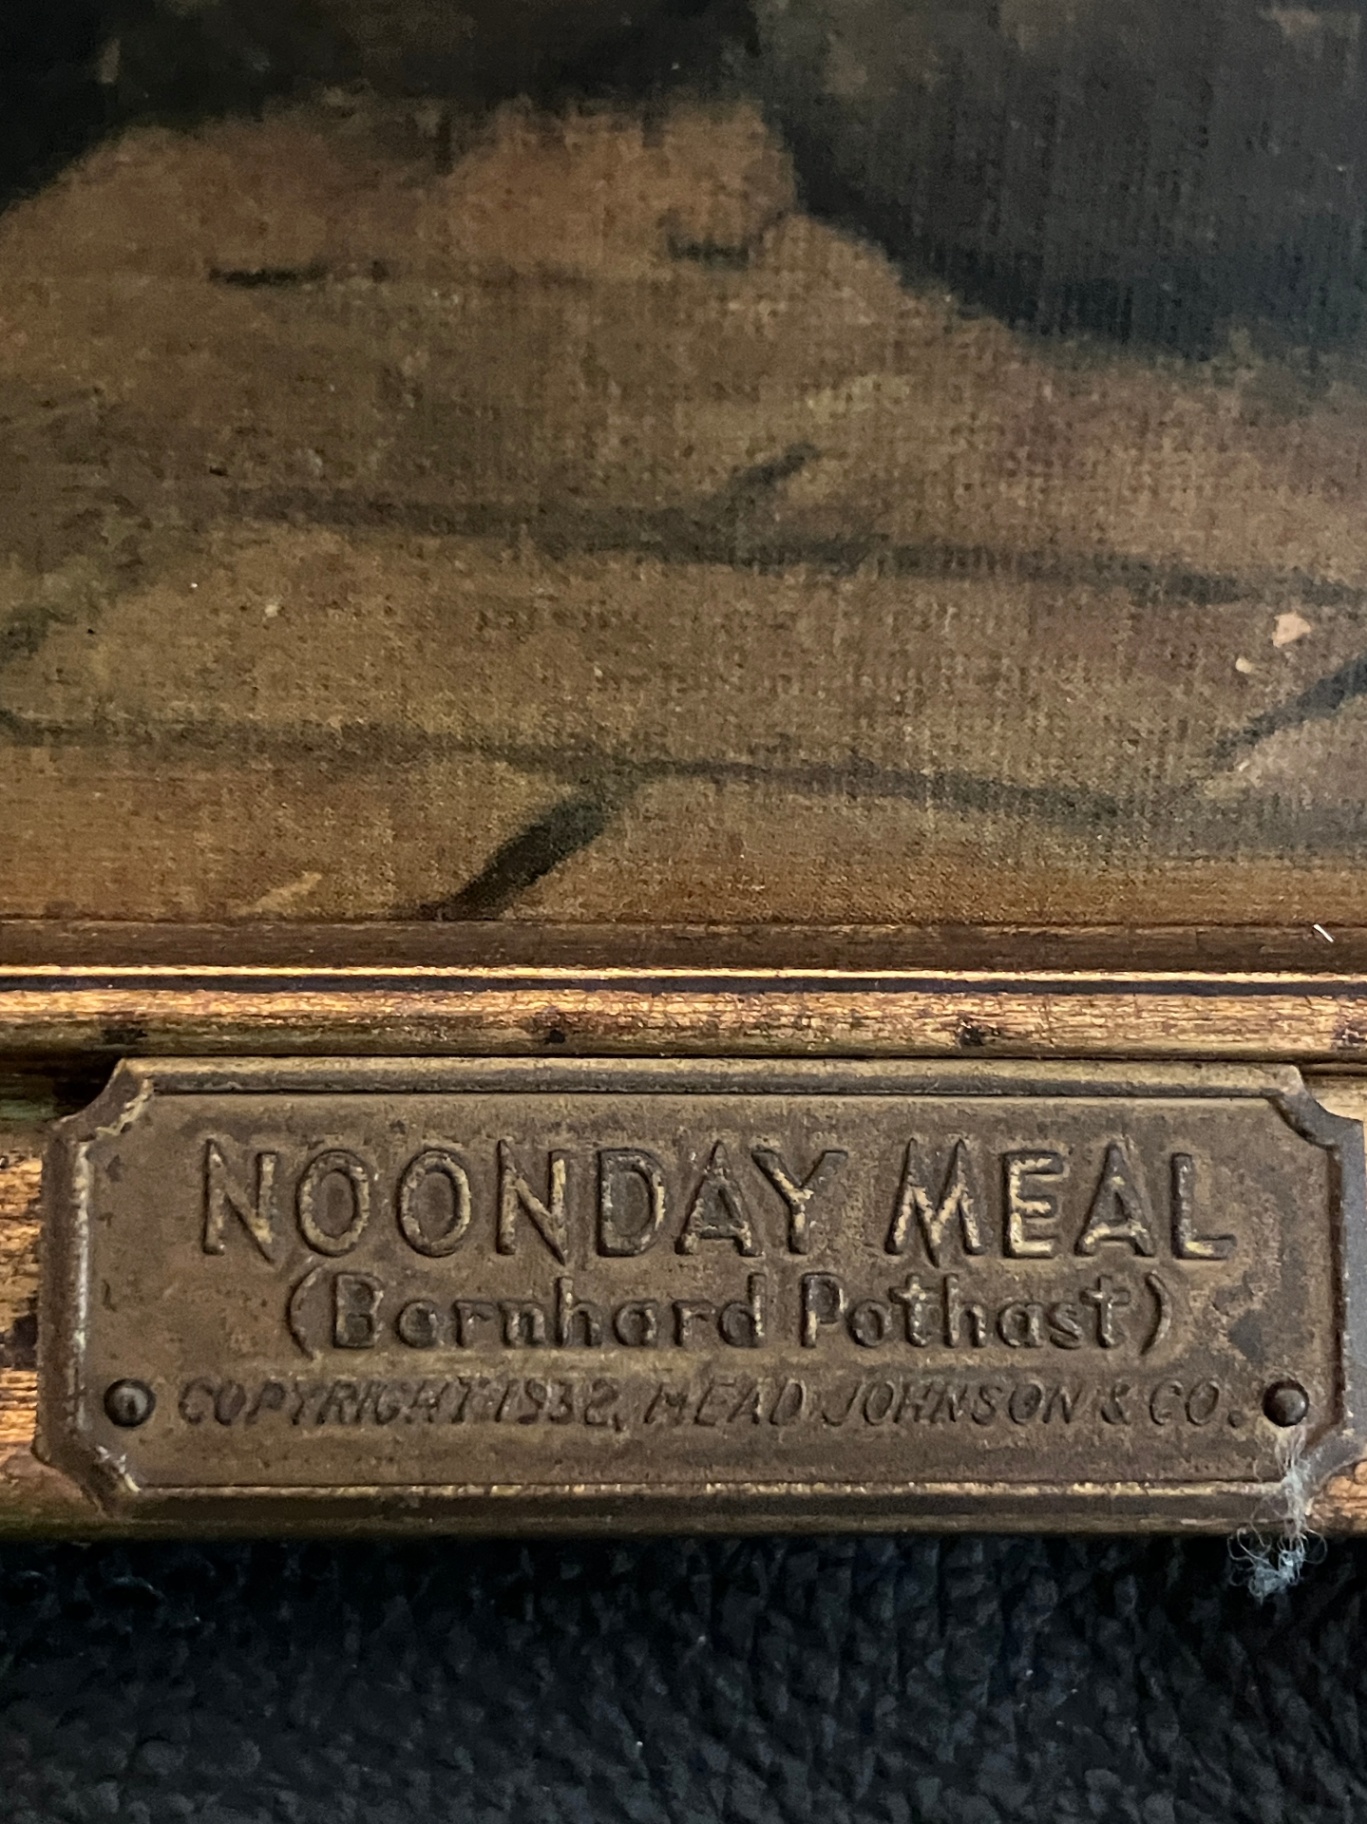 NOONDAY MEAL
(Bernhard Pothast)
COPYRIGHT 1932, MEAD JOHNSON & CO.